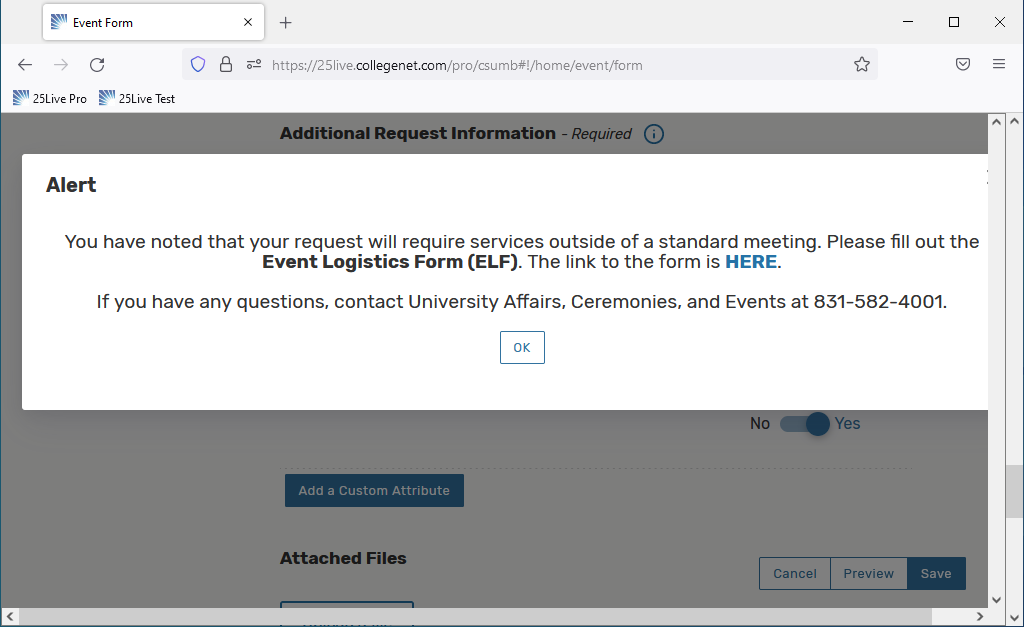 Event Form
https://25live.collegenet.com/pro/csumb#!/home/event/form
25Live Pro
25Live Test
Additional Request Information - Required
Alert
You have noted that your request will require services outside of a standard meeting. Please fill out the
Event Logistics Form (ELF). The link to the form is HERE.
If you have any questions, contact University Affairs, Ceremonies, and Events at 831-582-4001.
OK
No Yes
Add a Custom Attribute
Attached Files
Cancel Preview Save